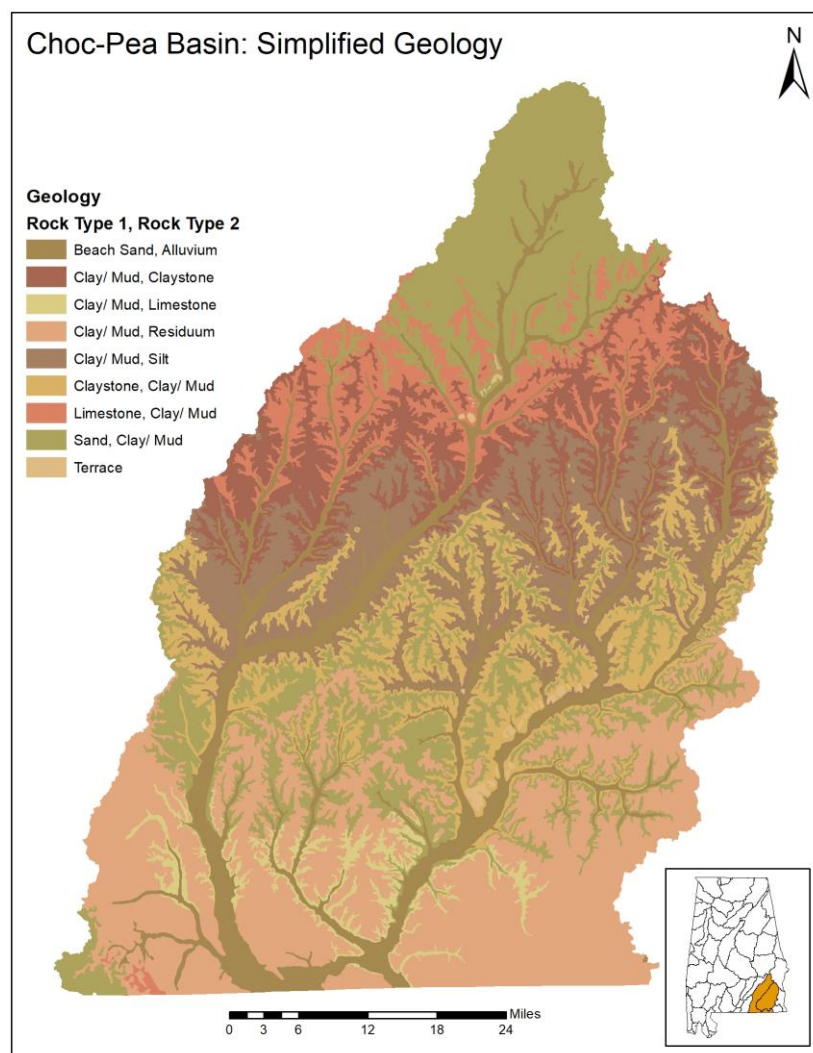 Choc-Pea Basin: Simplified Geology
N
Geology
Rock Type 1, Rock Type 2
Beach Sand, Alluvium
Clay/ Mud, Claystone
Clay/ Mud, Limestone
Clay/ Mud, Residuum
Clay/ Mud, Silt
Claystone, Clay/ Mud
Limestone, Clay/ Mud
Sand, Clay/ Mud
Terrace
Miles
0 3 6 12 18 24